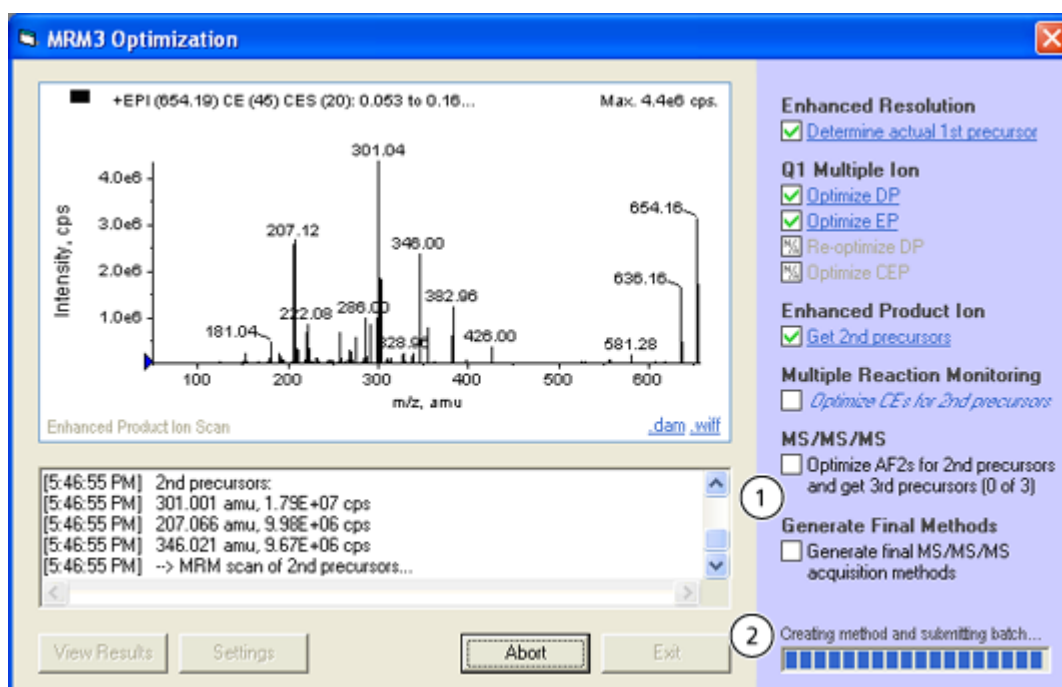 MRM3 Optimization
+EPI (654.19) CE (45) CES (20): 0.053 to 0.16...
Max. 4.4e6 cps.
Intensity, cps
4.0e6
3.0e6
2.0e6
1.0e6
181.04
207.12
222.08
286.00
301.04
328.96
346.00
382.96
426.00
581.28
636.16
654.16
100
200
300
400
500
600
m/z, amu
Enhanced Product Ion Scan
.dam .wiff
[5:46:55 PM] 2nd precursors:
[5:46:55 PM] 301.001 amu, 1.79E+07 cps
[5:46:55 PM] 207.066 amu, 9.98E+06 cps
[5:46:55 PM] 346.021 amu, 9.67E+06 cps
[5:46:55 PM] --> MRM scan of 2nd precursors...
View Results
Settings
Abort
Exit
Enhanced Resolution
Determine actual 1st precursor
Q1 Multiple Ion
Optimize DP
Optimize EP
N/A Re-optimize DP
N/A Optimize CEP
Enhanced Product Ion
Get 2nd precursors
Multiple Reaction Monitoring
Optimize CEs for 2nd precursors
MS/MS/MS
1
Optimize AF2s for 2nd precursors
and get 3rd precursors (0 of 3)
Generate Final Methods
Generate final MS/MS/MS
acquisition methods
2
Creating method and submitting batch...